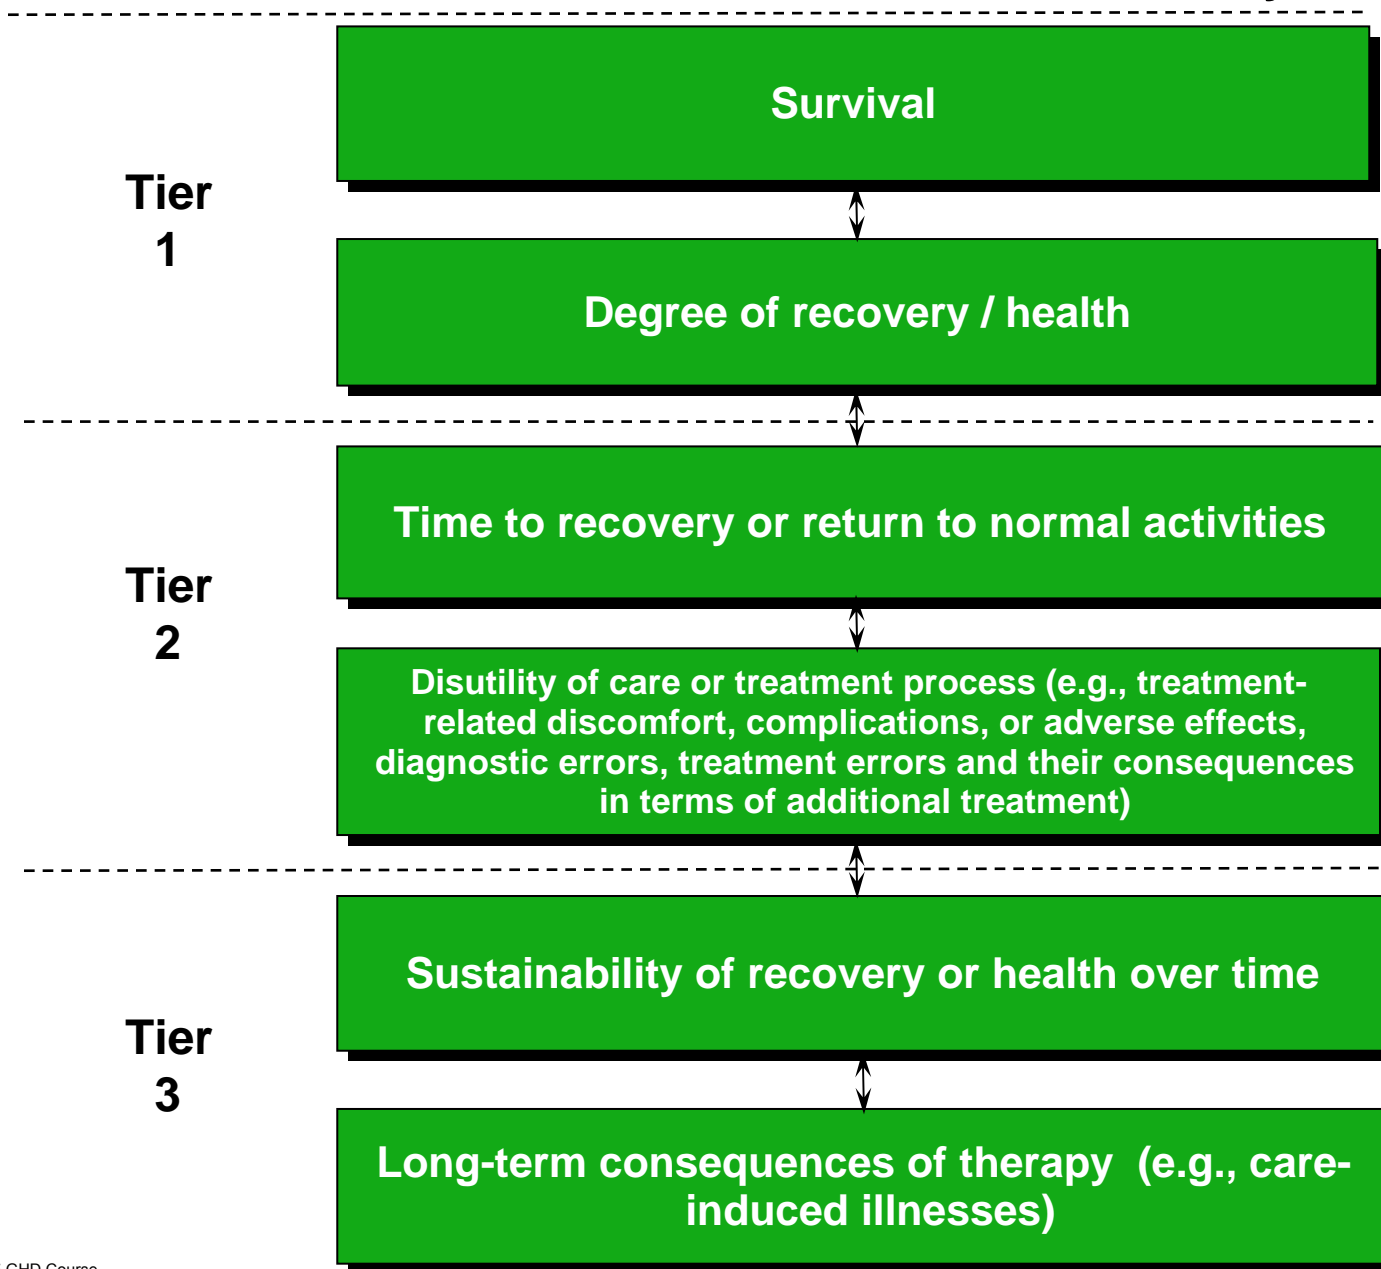 Survival
Tier
1
Degree of recovery / health
Time to recovery or return to normal activities
Tier
2
Disutility of care or treatment process (e.g., treatment-
related discomfort, complications, or adverse effects,
diagnostic errors, treatment errors and their consequences
in terms of additional treatment)
Sustainability of recovery or health over time
Tier
3
Long-term consequences of therapy  (e.g., care-
induced illnesses)
GHD Course